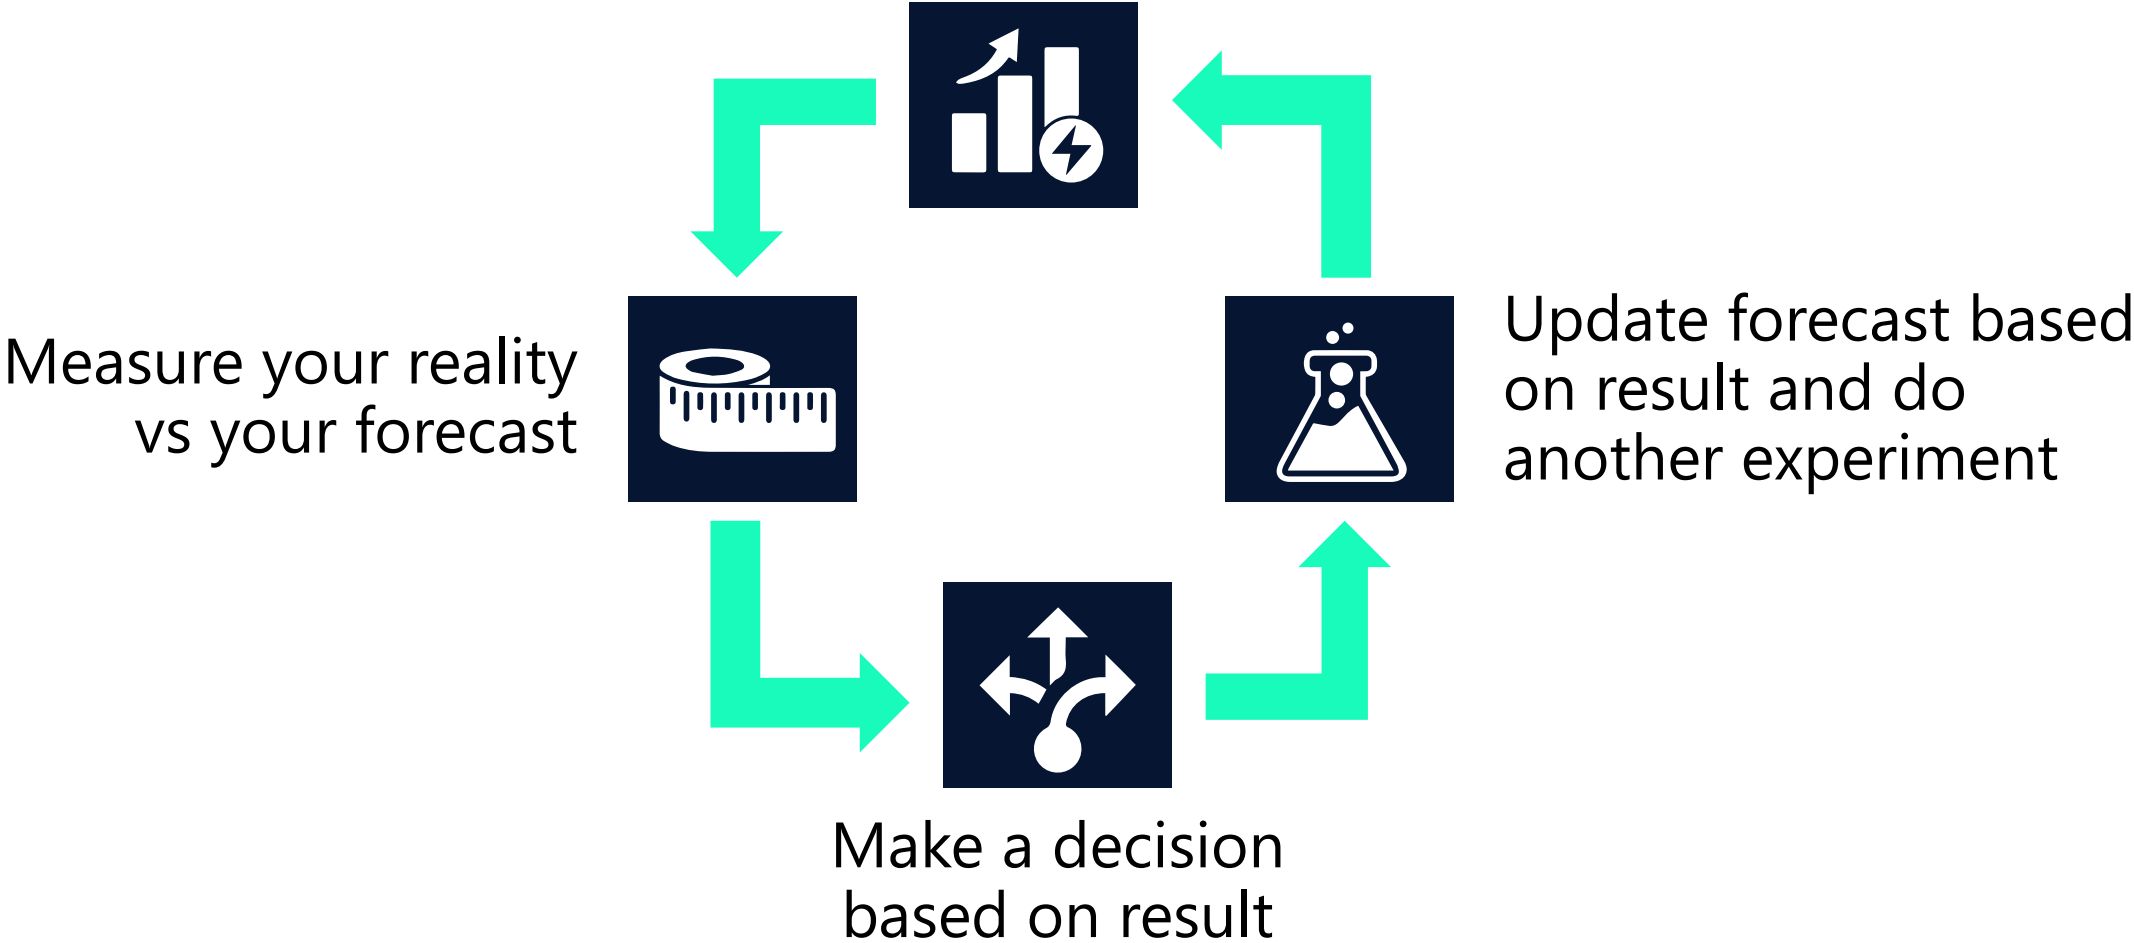 Measure your reality
vs your forecast
Update forecast based
on result and do
another experiment
Make a decision
based on result